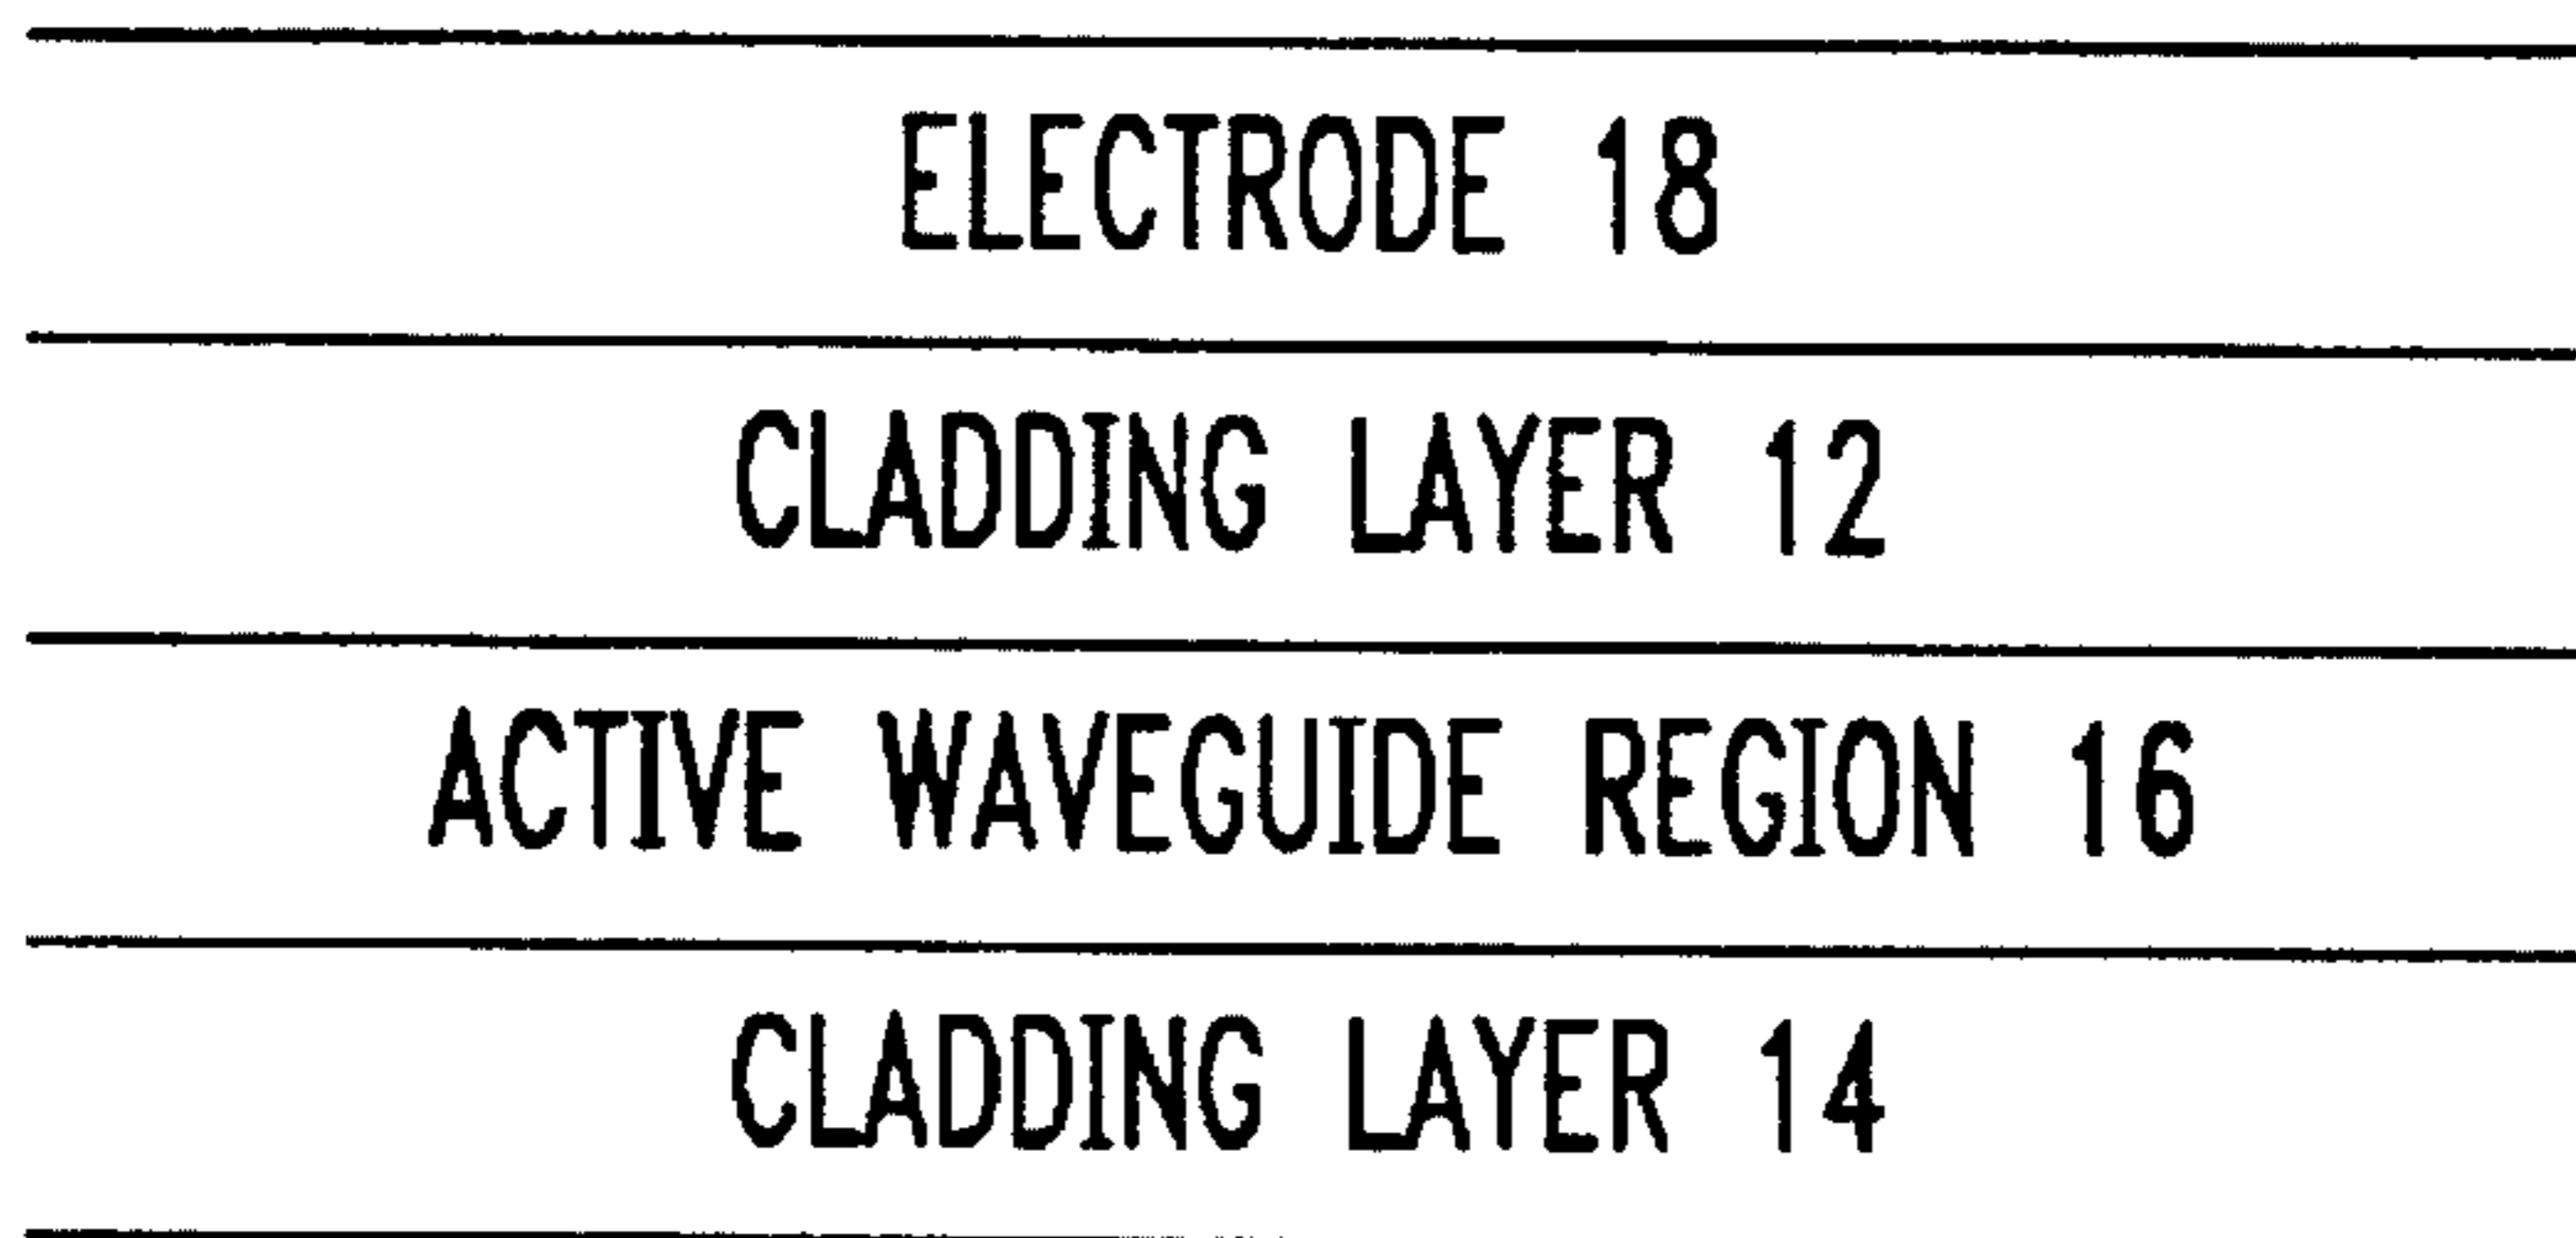 ELECTRODE 18
CLADDING LAYER 12
ACTIVE WAVEGUIDE REGION 16
CLADDING LAYER 14